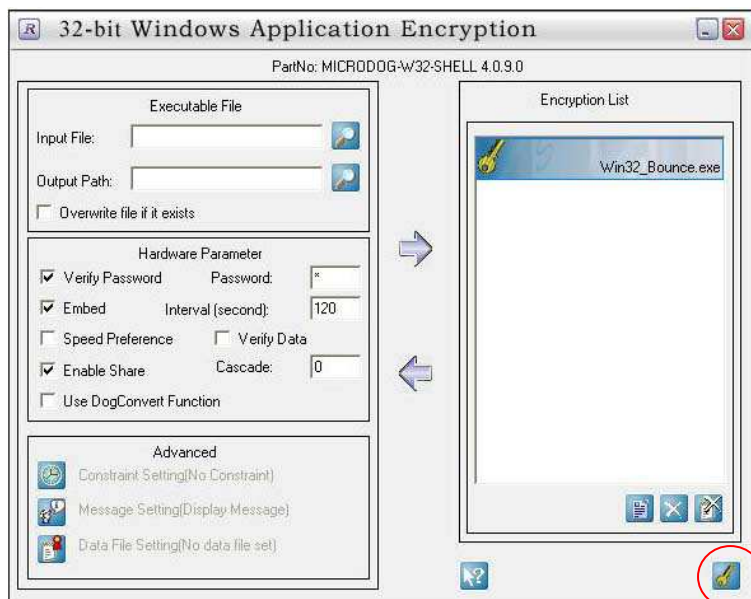 R 32-bit Windows Application Encryption
PartNo: MICRODOG-W32-SHELL 4.0.9.0
Executable File
Input File:
Output Path:
Overwrite file if it exists
Hardware Parameter
Verify Password Password: *
Embed Interval (second): 120
Speed Preference Verify Data
Enable Share Cascade: 0
Use DogConvert Function
Advanced
Constraint Setting(No Constraint)
Message Setting(Display Message)
Data File Setting(No data file set)
Encryption List
Win32_Bounce.exe